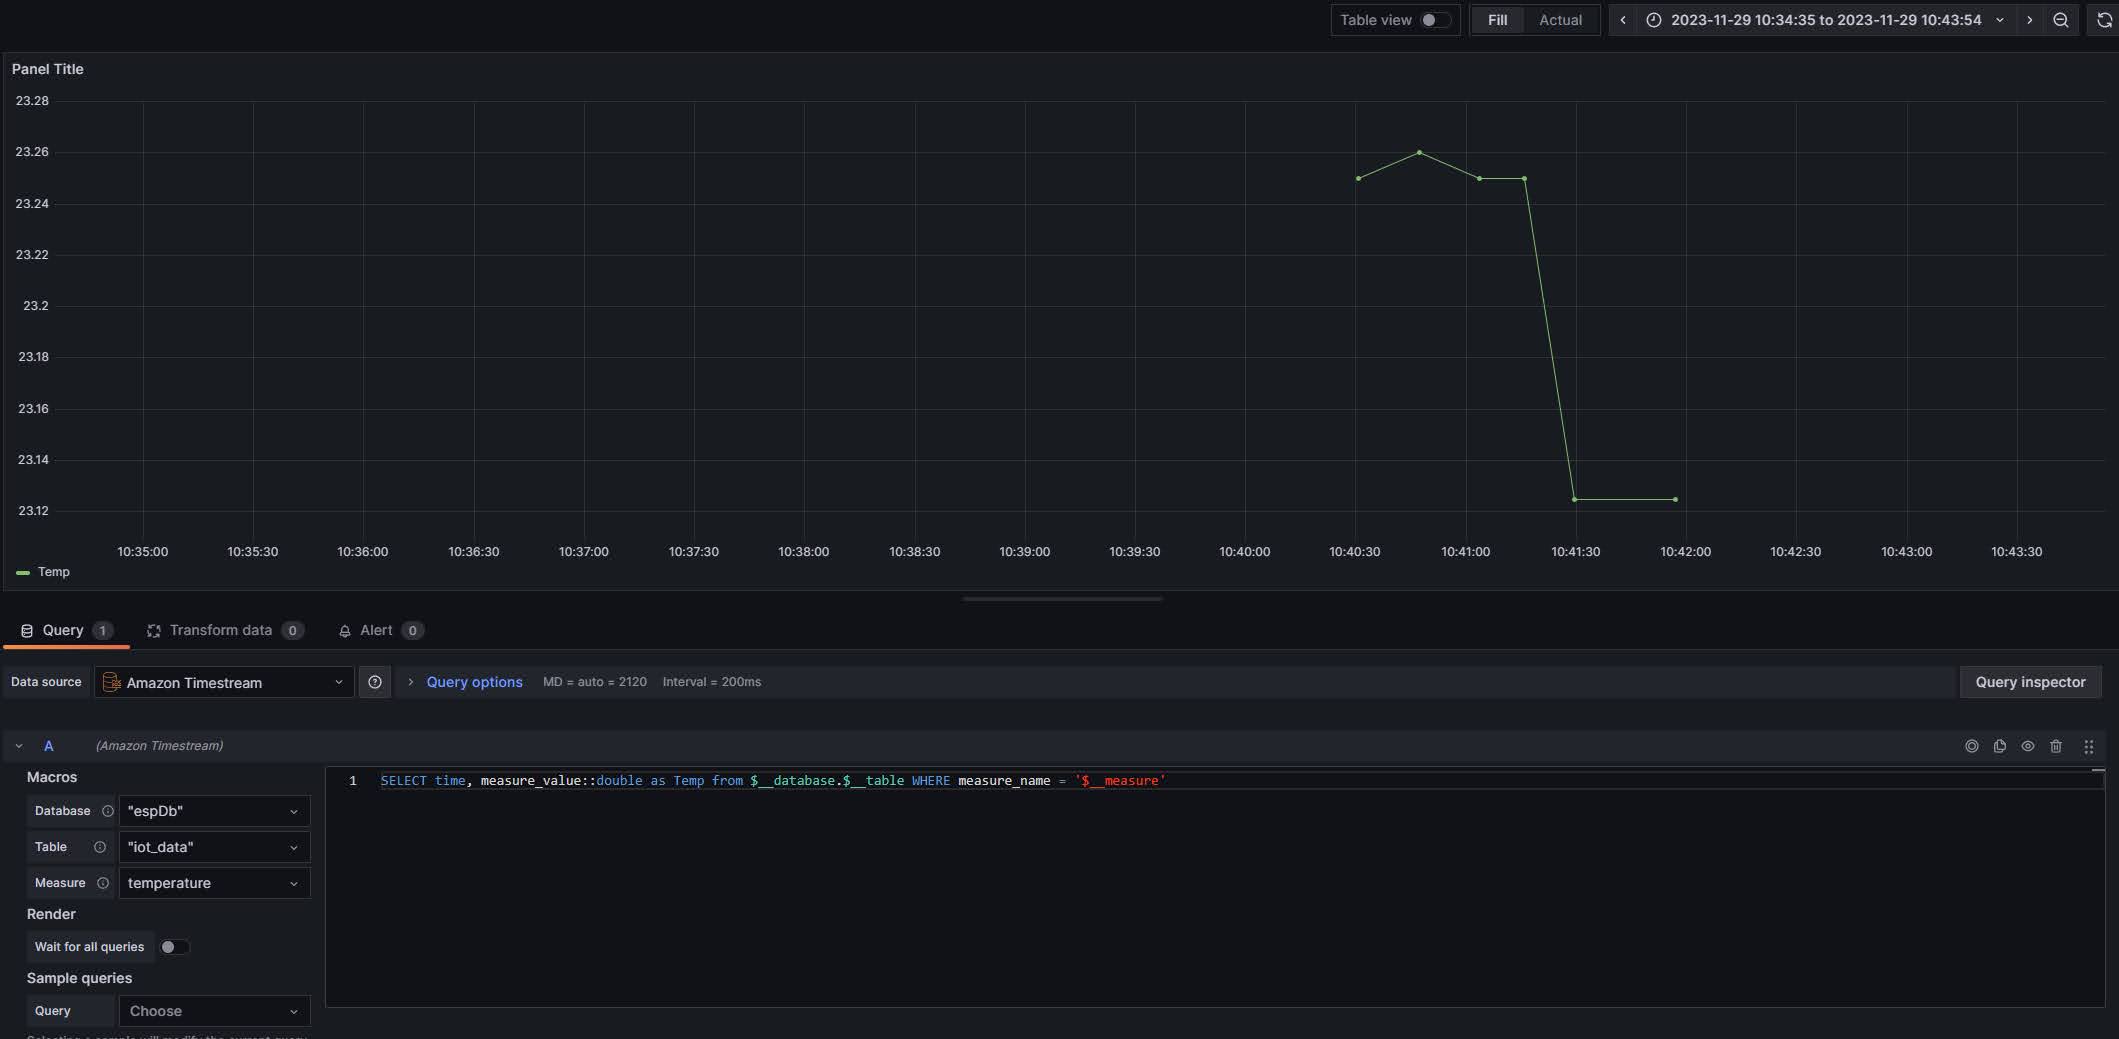 Table view Fill Actual 2023-11-29 10:34:35 to 2023-11-29 10:43:54
Panel Title
23.28
23.26
23.24
23.22
23.2
23.18
23.16
23.14
23.12
10:35:00 10:35:30 10:36:00 10:36:30 10:37:00 10:37:30 10:38:00 10:38:30 10:39:00 10:39:30 10:40:00 10:40:30 10:41:00 10:41:30 10:42:00 10:42:30 10:43:00 10:43:30
Temp
Query 1 Transform data 0 Alert 0
Data source Amazon Timestream Query options MD = auto = 2120 Interval = 200ms Query inspector
A (Amazon Timestream)
Macros
1 SELECT time, measure_value::double as Temp from $__database.$__table WHERE measure_name = '$__measure'
Database "espDb"
Table "iot_data"
Measure temperature
Render
Wait for all queries
Sample queries
Query Choose
Selecting a sample will modify the current query